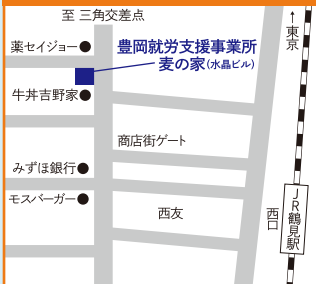 至 三角交差点
↑東京
薬セイジョー
豊岡就労支援事業所
麦の家(水晶ビル)
牛丼吉野家
商店街ゲート
みずほ銀行
モスバーガー
西友
西口
JR鶴見駅